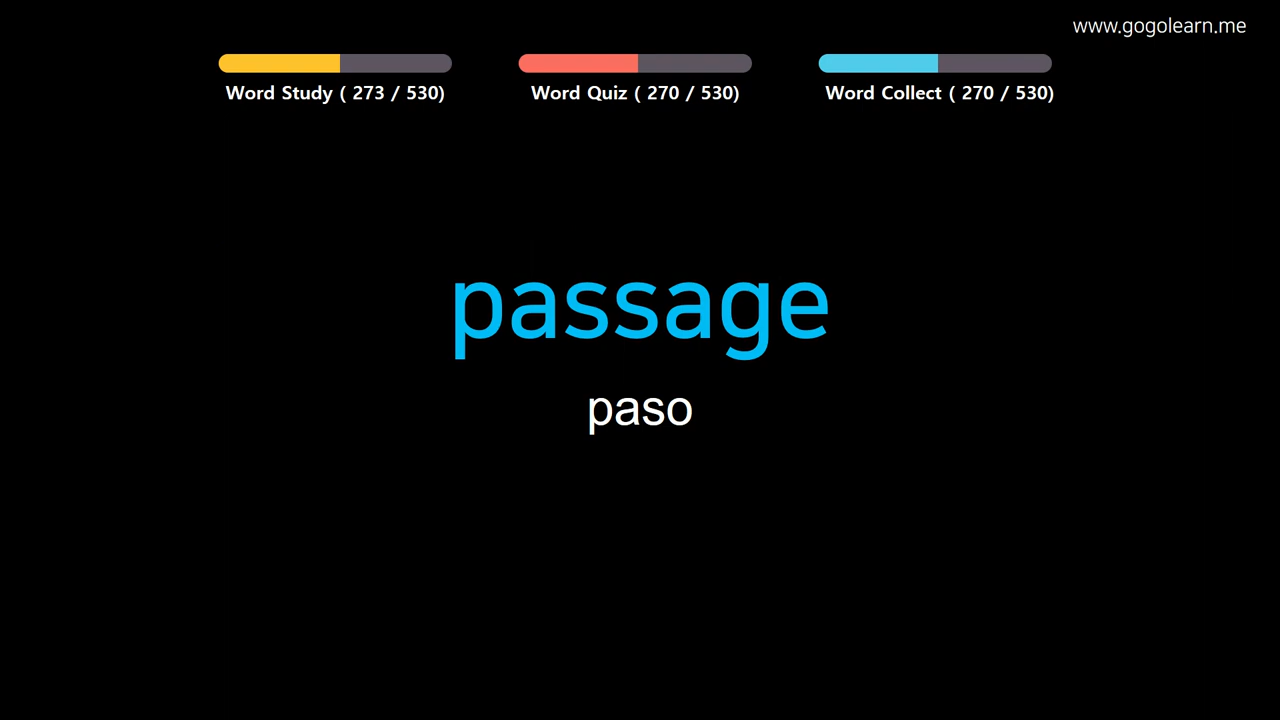 www.gogolearn.me
Word Study ( 273 / 530)
Word Quiz ( 270 / 530)
Word Collect ( 270 / 530)
passage
paso